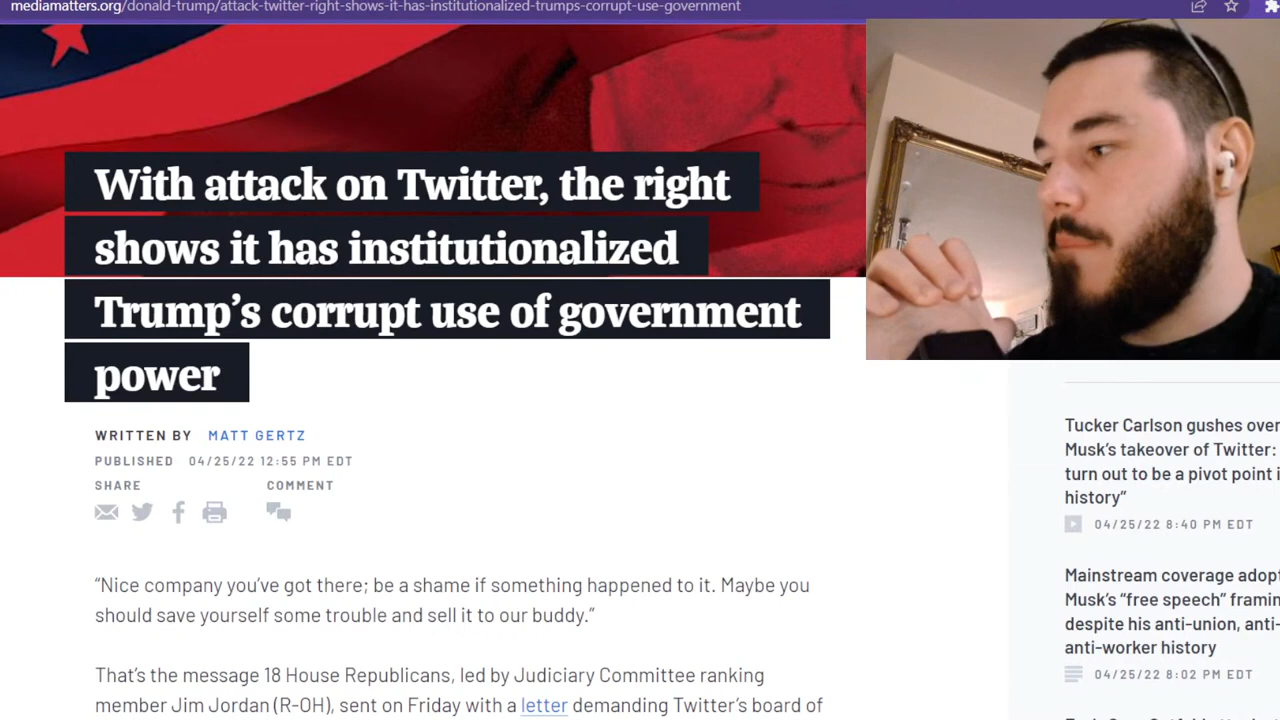 mediamatters.org/donald-trump/attack-twitter-right-shows-it-has-institutionalized-trumps-corrupt-use-government
With attack on Twitter, the right
shows it has institutionalized
Trump’s corrupt use of government
power
WRITTEN BY MATT GERTZ
PUBLISHED 04/25/22 12:55 PM EDT
SHARE COMMENT
“Nice company you’ve got there; be a shame if something happened to it. Maybe you
should save yourself some trouble and sell it to our buddy.”
That’s the message 18 House Republicans, led by Judiciary Committee ranking
member Jim Jordan (R-OH), sent on Friday with a letter demanding Twitter’s board of
Tucker Carlson gushes over
Musk’s takeover of Twitter:
turn out to be a pivot point i
history”
04/25/22 8:40 PM EDT
Mainstream coverage adopt
Musk’s “free speech” framin
despite his anti-union, anti-
anti-worker history
04/25/22 8:02 PM EDT